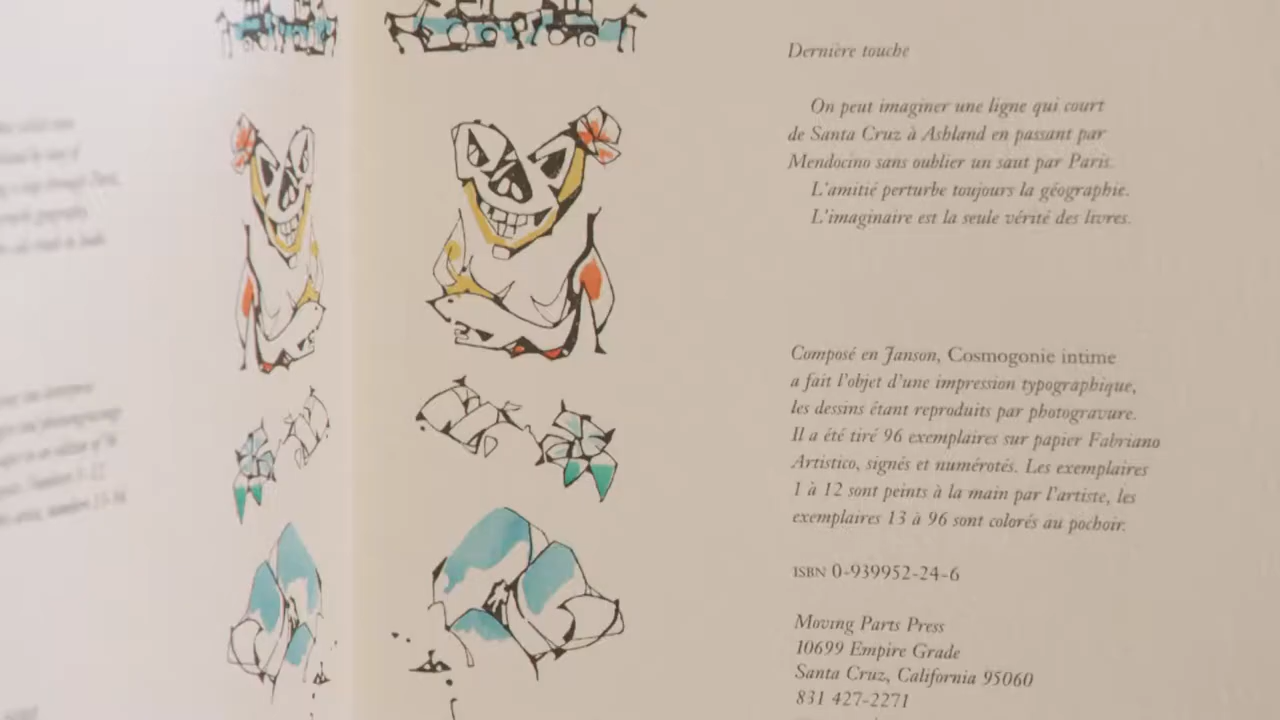 Dernière touche
On peut imaginer une ligne qui court
de Santa Cruz à Ashland en passant par
Mendocino sans oublier un saut par Paris.
L'amitié perturbe toujours la géographie.
L'imaginaire est la seule vérité des livres.
Composé en Janson, Cosmogonie intime
a fait l'objet d'une impression typographique,
les dessins étant reproduits par photogravure.
Il a été tiré 96 exemplaires sur papier Fabriano
Artistico, signés et numérotés. Les exemplaires
1 à 12 sont peints à la main par l'artiste, les
exemplaires 13 à 96 sont colorés au pochoir.
ISBN 0-939952-24-6
Moving Parts Press
10699 Empire Grade
Santa Cruz, California 95060
831 427-2271